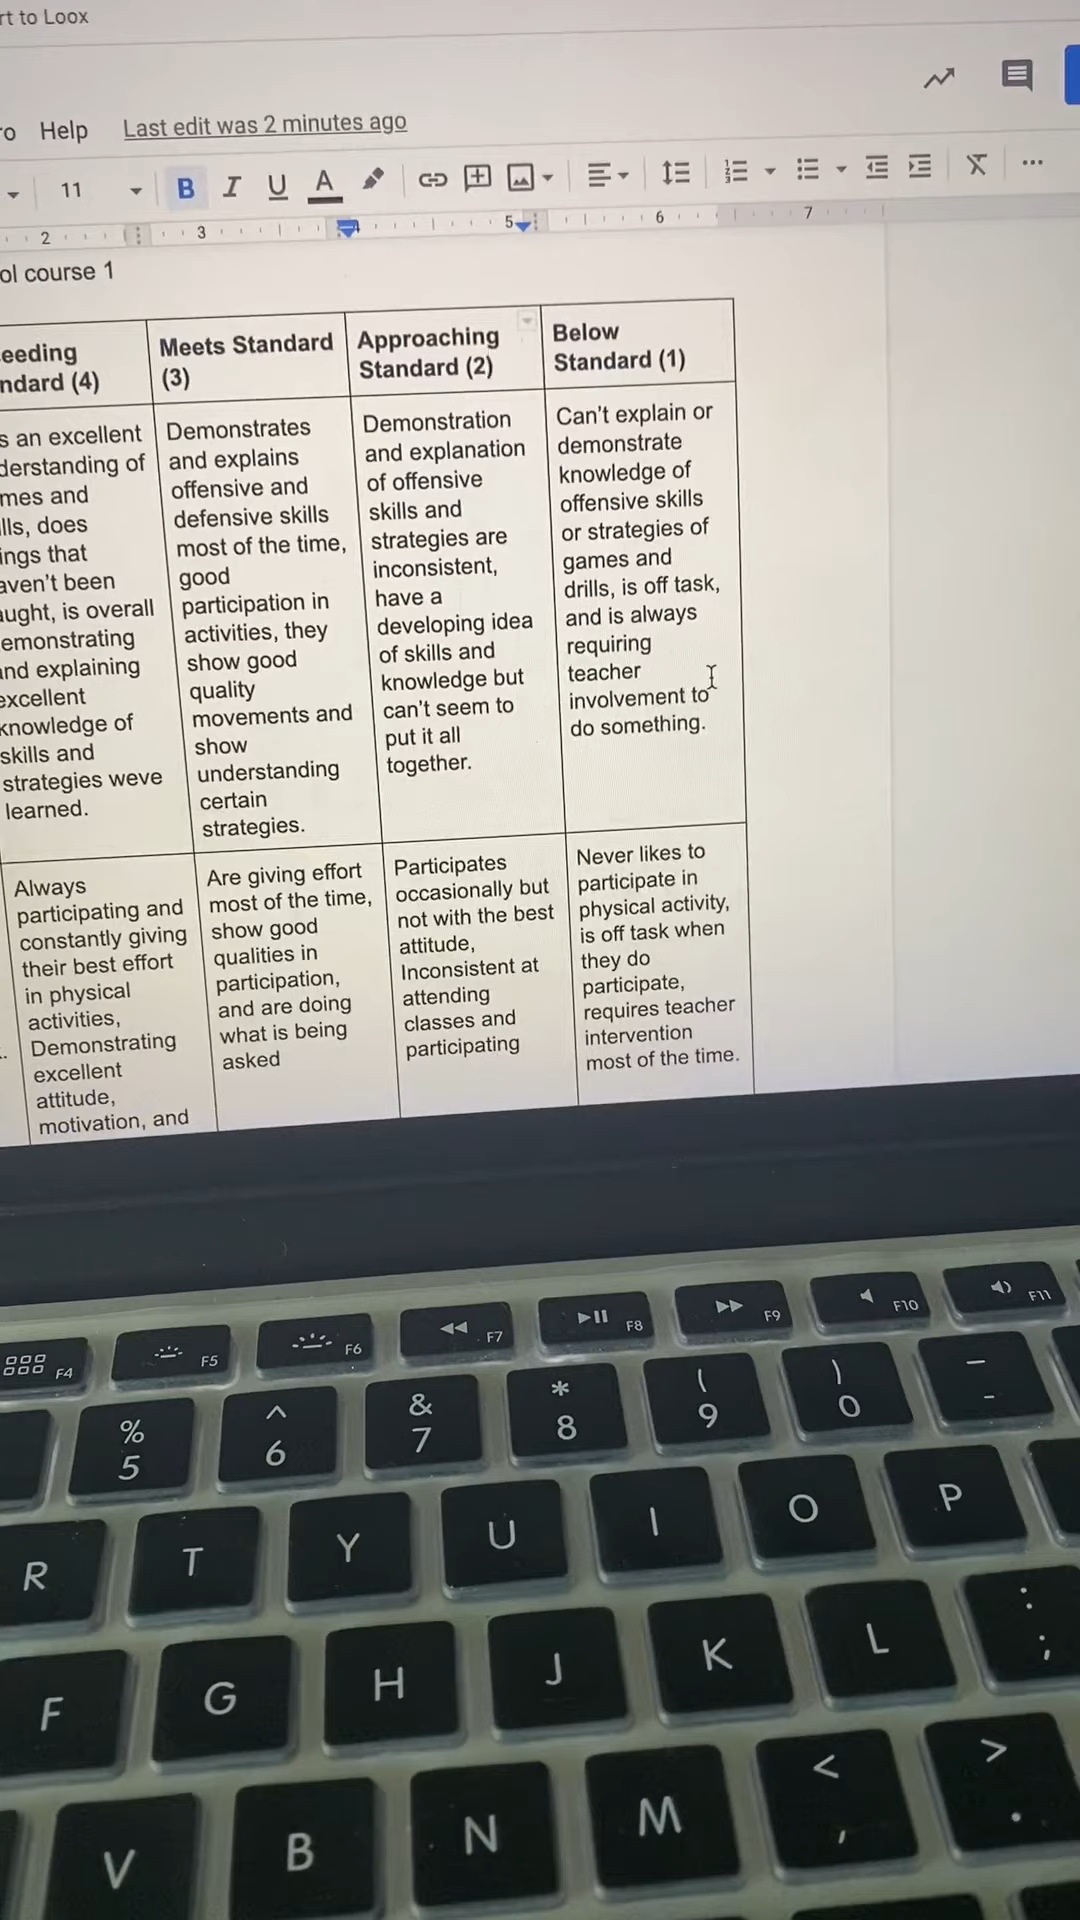 rt to Loox
Help Last edit was 2 minutes ago
11 B I U A
2 3 4 5 6 7
course 1
Meets Standard
(3)
Approaching
Standard (2)
Below
Standard (1)
(4)
an excellent
of
and
does
that
been
is overall
and explaining
excellent
knowledge of
skills and
strategies weve
learned.
Demonstrates
and explains
offensive and
defensive skills
most of the time,
good
participation in
activities, they
show good
quality
movements and
show
understanding
certain
strategies.
Demonstration
and explanation
of offensive
skills and
strategies are
inconsistent,
have a
developing idea
of skills and
knowledge but
can't seem to
put it all
together.
Can't explain or
demonstrate
knowledge of
offensive skills
or strategies of
games and
drills, is off task,
and is always
requiring
teacher
involvement to
do something.
Always
participating and
constantly giving
their best effort
in physical
activities,
Demonstrating
excellent
attitude,
motivation, and
Are giving effort
most of the time,
show good
qualities in
participation,
and are doing
what is being
asked
Participates
occasionally but
not with the best
attitude,
Inconsistent at
attending
classes and
participating
Never likes to
participate in
physical activity,
is off task when
they do
participate,
requires teacher
intervention
most of the time.
F4 F5 F6 F7 F8 F9 F10 F11
% ^ & * ( ) _
5 6 7 8 9 0 -
R T Y U I O P
F G H J K L : ;
V B N M < , > .